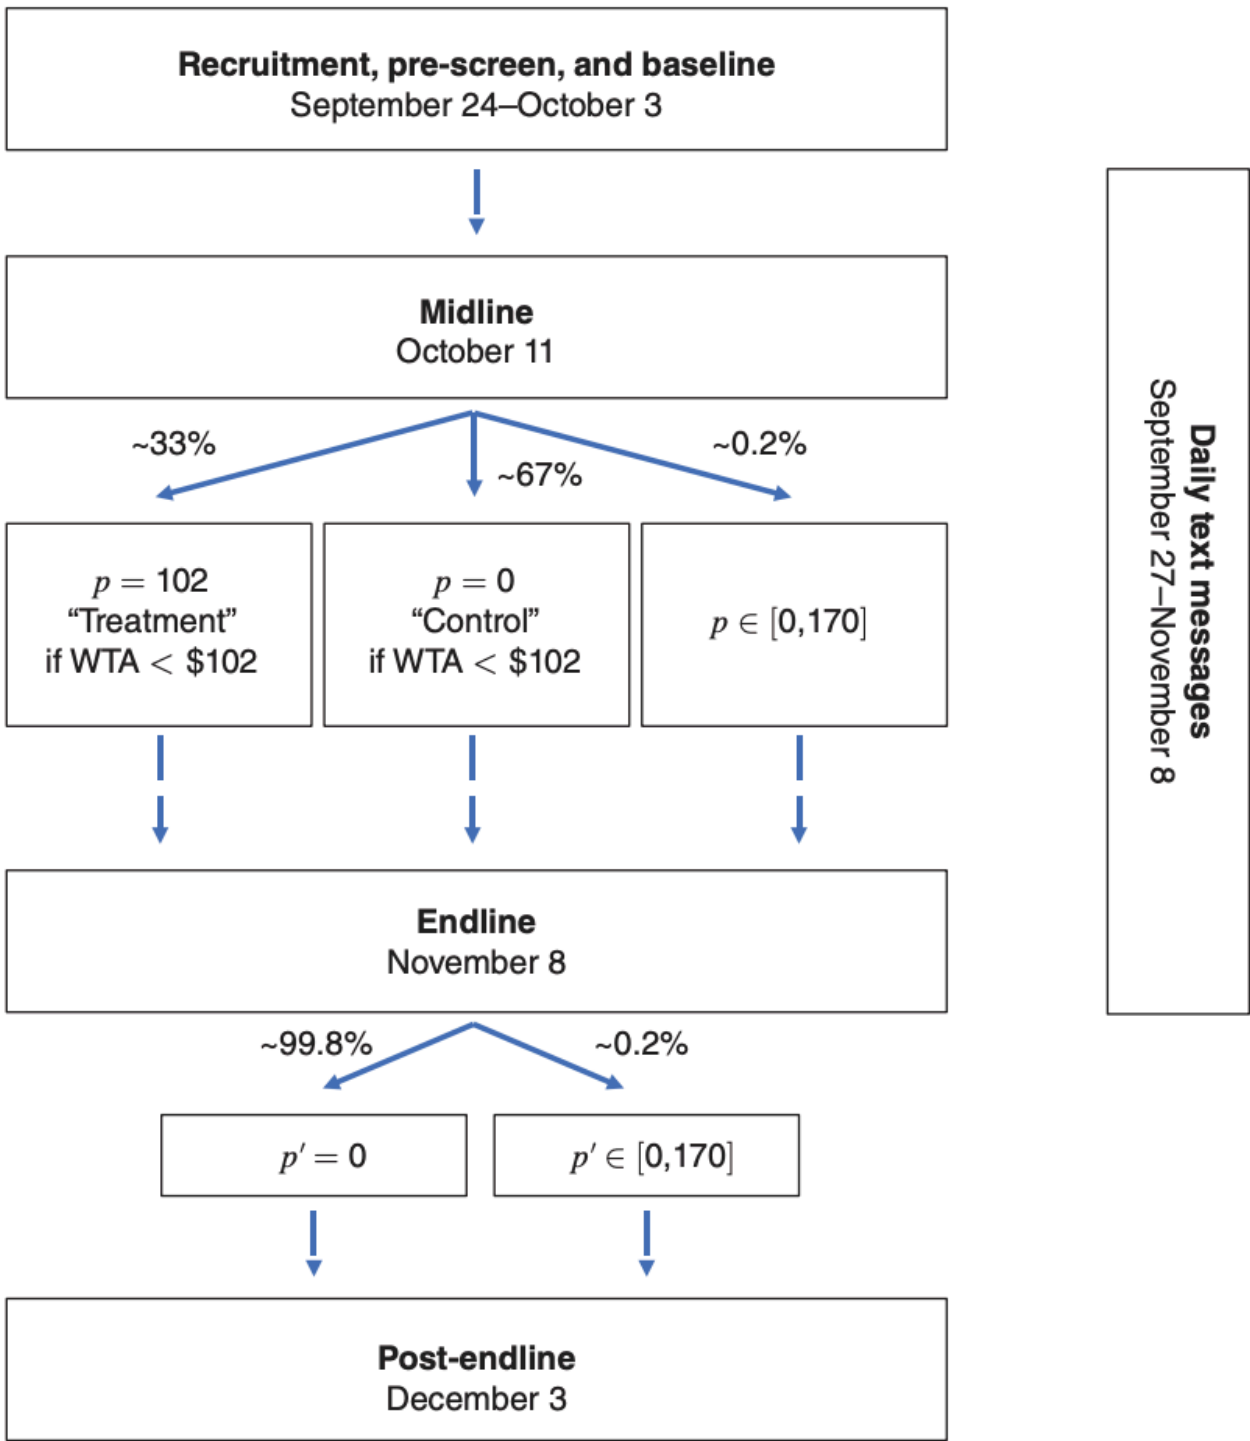 Recruitment, pre-screen, and baseline
September 24–October 3
Midline
October 11
~33%
~67%
~0.2%
p = 102
“Treatment”
if WTA < $102
p = 0
“Control”
if WTA < $102
p ∈ [0,170]
Endline
November 8
~99.8%
~0.2%
p′ = 0
p′ ∈ [0,170]
Post-endline
December 3
Daily text messages
September 27–November 8